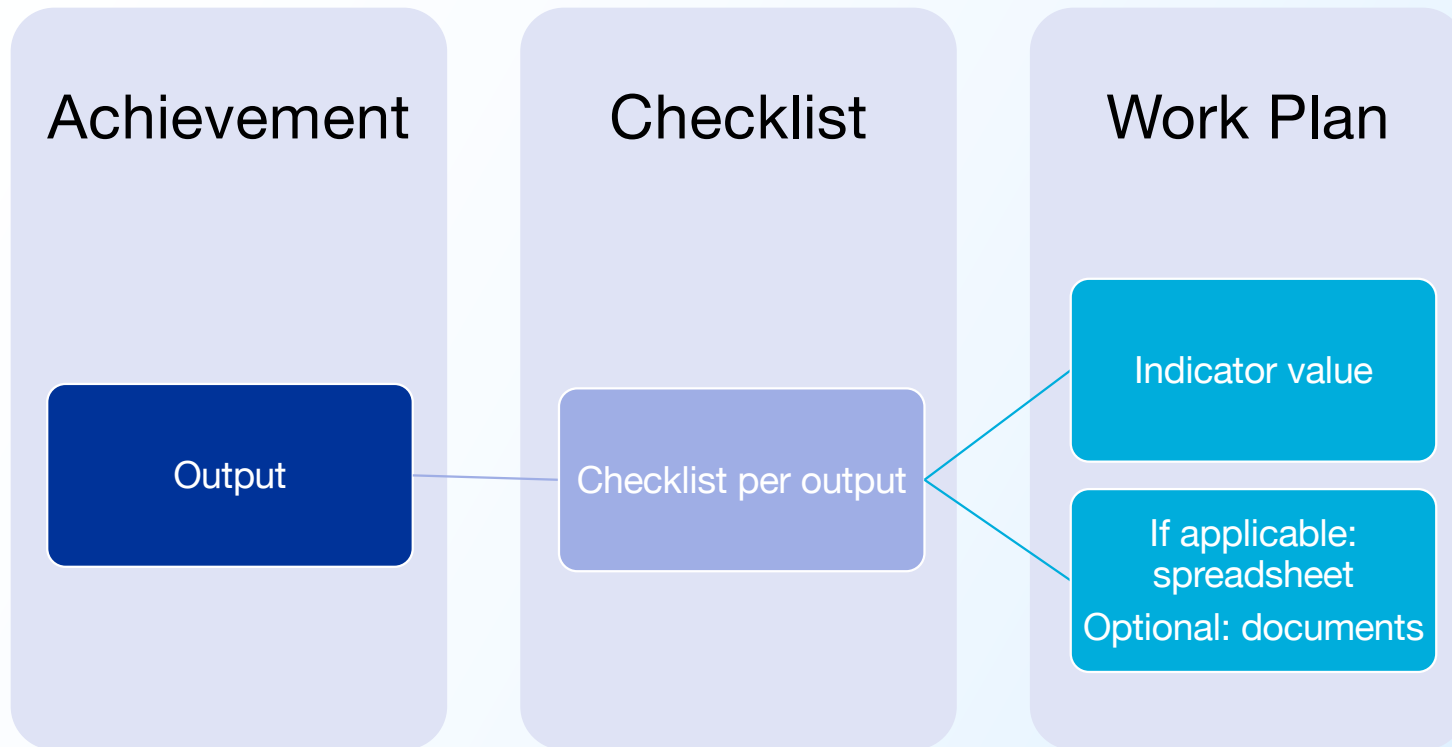 Achievement
Checklist
Work Plan
Output
Checklist per output
Indicator value
If applicable:
spreadsheet
Optional: documents